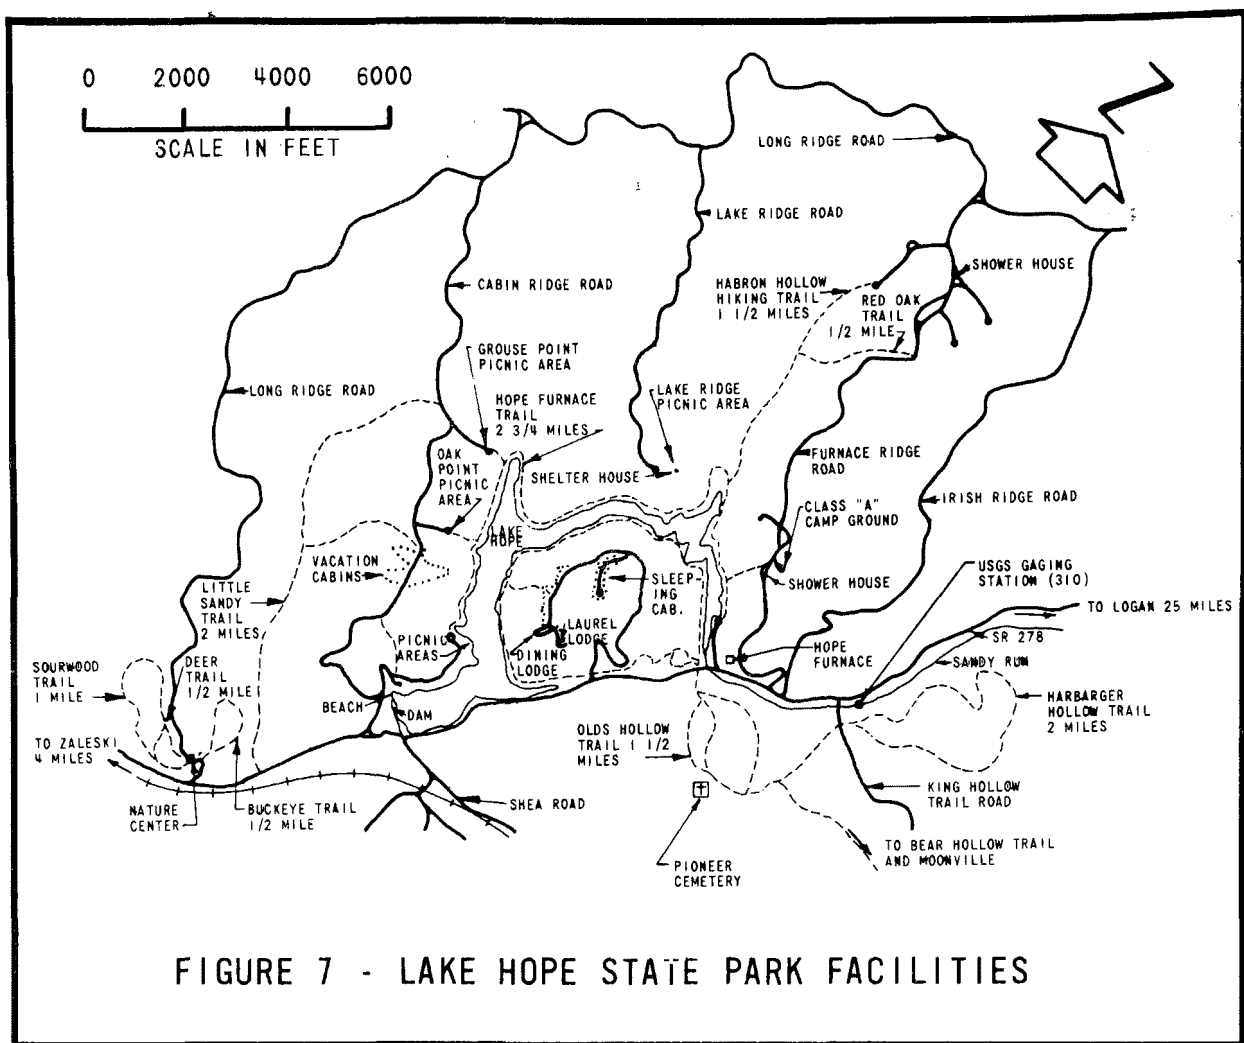 0 2000 4000 6000
SCALE IN FEET
LONG RIDGE ROAD
LAKE RIDGE ROAD
SHOWER HOUSE
CABIN RIDGE ROAD
HABRON HOLLOW
HIKING TRAIL
1 1/2 MILES
RED OAK
TRAIL
1/2 MILE
GROUSE POINT
PICNIC AREA
LONG RIDGE ROAD
HOPE FURNACE
TRAIL
2 3/4 MILES
LAKE RIDGE
PICNIC AREA
OAK
POINT
PICNIC
AREA
SHELTER HOUSE
FURNACE RIDGE
ROAD
IRISH RIDGE ROAD
CLASS "A"
CAMP GROUND
LAKE
HOPE
VACATION
CABINS
SLEEP-
ING
CAB.
SHOWER HOUSE
USGS GAGING
STATION (310)
LITTLE
SANDY
TRAIL
2 MILES
TO LOGAN 25 MILES
LAUREL
LODGE
SR 278
PICNIC
AREAS
DINING
LODGE
HOPE
FURNACE
SANDY RUN
SOURWOOD
TRAIL
1 MILE
DEER
TRAIL
1/2 MILE
HARBARGER
HOLLOW TRAIL
2 MILES
BEACH
DAM
OLDS HOLLOW
TRAIL 1 1/2
MILES
TO ZALESKI
4 MILES
KING HOLLOW
TRAIL ROAD
NATURE
CENTER
BUCKEYE TRAIL
1/2 MILE
SHEA ROAD
TO BEAR HOLLOW TRAIL
AND MOONVILLE
PIONEER
CEMETERY
FIGURE 7 - LAKE HOPE STATE PARK FACILITIES